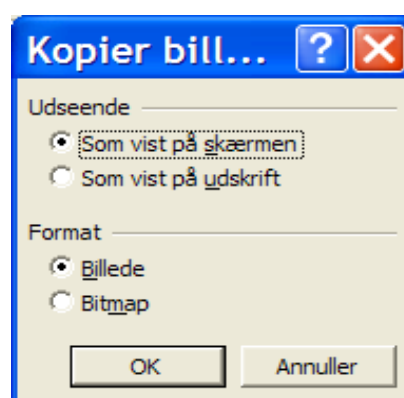 Kopier bill... ?
Udseende
Som vist på skærmen
Som vist på udskrift
Format
Billede
Bitmap
OK Annuller